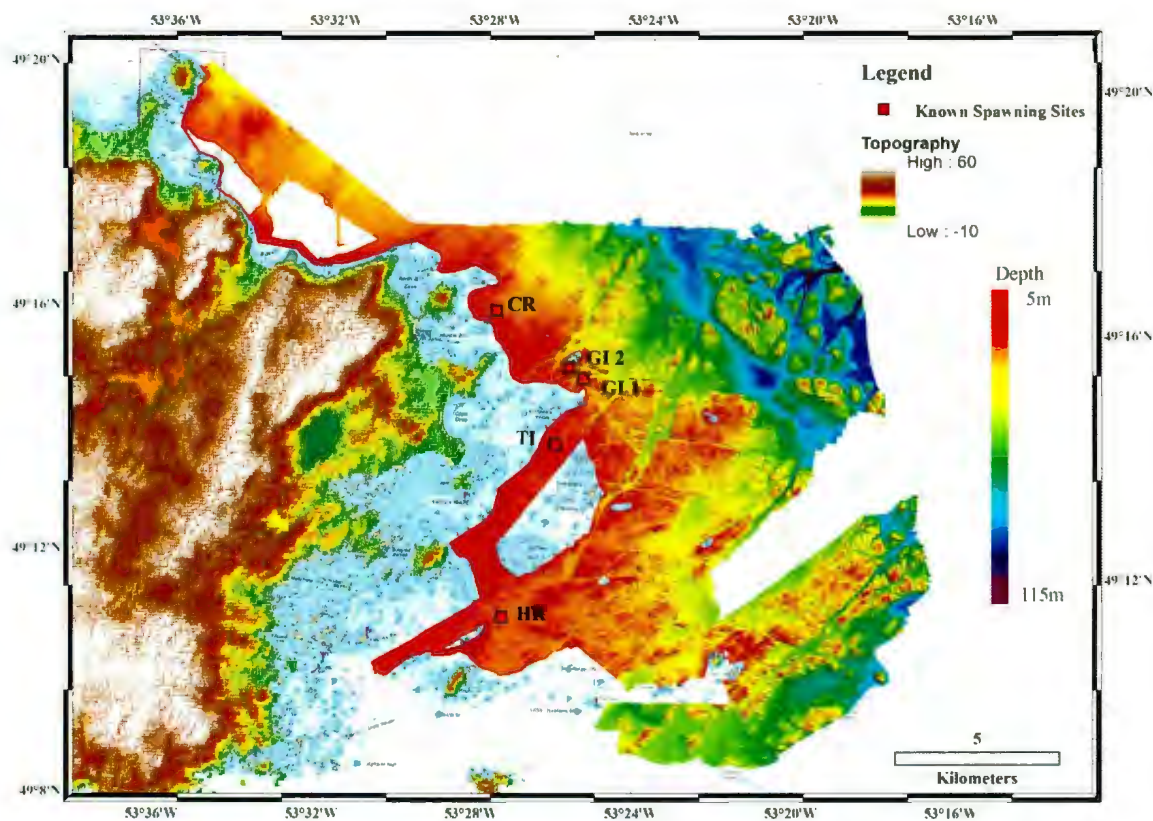 53°36'W 53°32'W 53°28'W 53°24'W 53°20'W 53°16'W
49°20'N
49°20'N
Legend
Known Spawning Sites
Topography
High : 60
Low : -10
Depth
5m
49°16'N
CR
49°16'N
GI 2
GI 1
TI
49°12'N
49°12'N
115m
HR
5
Kilometers
49°8'N
53°36'W 53°32'W 53°28'W 53°24'W 53°20'W 53°16'W